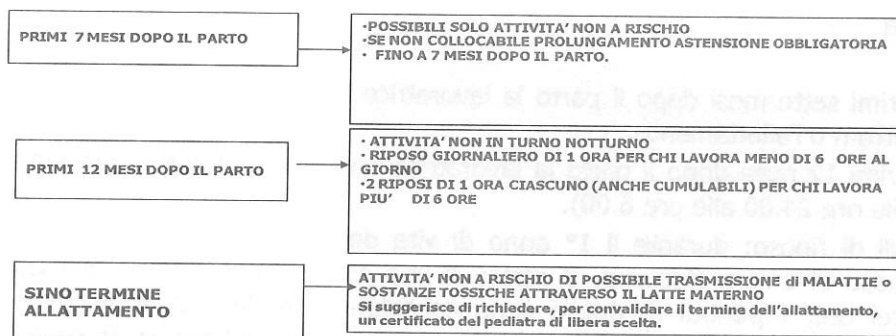 PRIMI 7 MESI DOPO IL PARTO
•POSSIBILI SOLO ATTIVITA' NON A RISCHIO
•SE NON COLLOCABILE PROLUNGAMENTO ASTENSIONE OBBLIGATORIA
• FINO A 7 MESI DOPO IL PARTO.
PRIMI 12 MESI DOPO IL PARTO
• ATTIVITA' NON IN TURNO NOTTURNO
• RIPOSO GIORNALIERO DI 1 ORA PER CHI LAVORA MENO DI 6 ORE AL
GIORNO
•2 RIPOSI DI 1 ORA CIASCUNO (ANCHE CUMULABILI) PER CHI LAVORA
PIU' DI 6 ORE
SINO TERMINE
ALLATTAMENTO
ATTIVITA' NON A RISCHIO DI POSSIBILE TRASMISSIONE di MALATTIE o
SOSTANZE TOSSICHE ATTRAVERSO IL LATTE MATERNO
Si suggerisce di richiedere, per convalidare il termine dell'allattamento,
un certificato del pediatra di libera scelta.